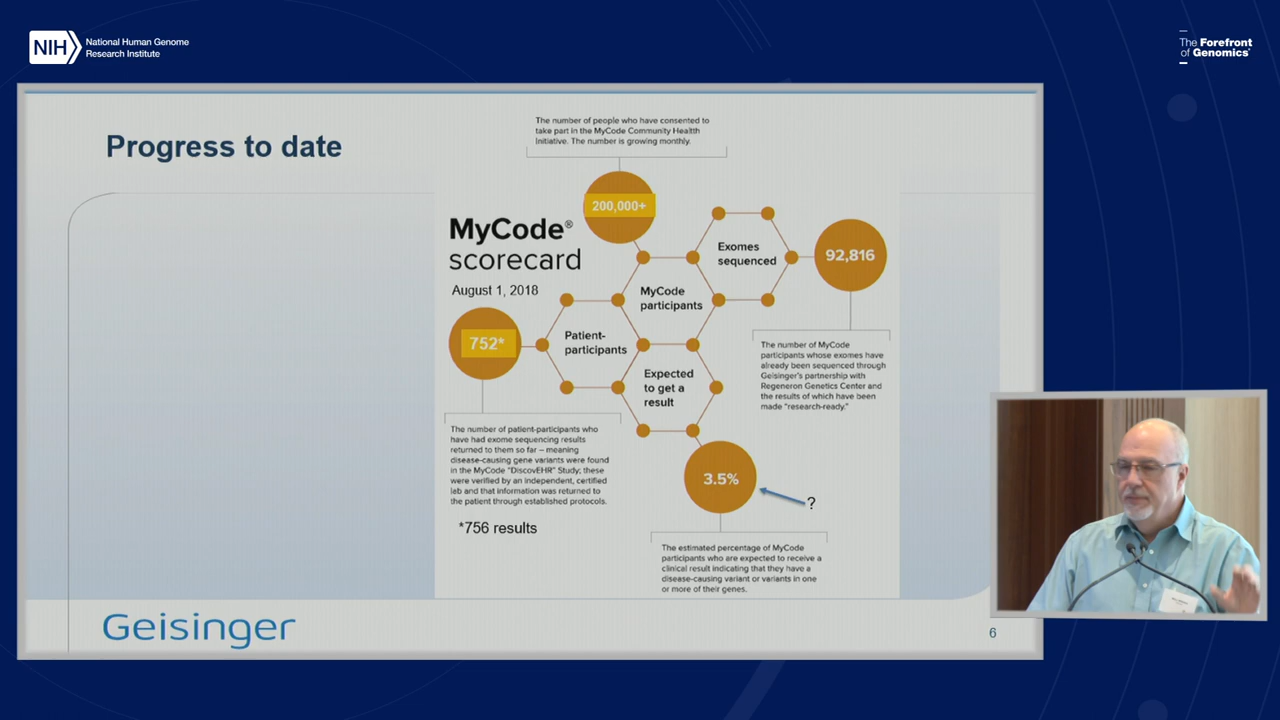 NIH
National Human Genome
Research Institute
The Forefront
of Genomics®
Progress to date
The number of people who have consented to
take part in the MyCode Community Health
Initiative. The number is growing monthly.
200,000+
MyCode®
scorecard
August 1, 2018
Exomes
sequenced
92,816
MyCode
participants
752*
Patient-
participants
Expected
to get a
result
The number of MyCode
participants whose exomes have
already been sequenced through
Geisinger's partnership with
Regeneron Genetics Center and
the results of which have been
made "research-ready."
The number of patient-participants who
have had exome sequencing results
returned to them so far – meaning
disease-causing gene variants were found
in the MyCode "DiscovEHR" Study; these
were verified by an independent, certified
lab and that information was returned to
the patient through established protocols.
3.5%
?
*756 results
The estimated percentage of MyCode
participants who are expected to receive a
clinical result indicating that they have a
disease-causing variant or variants in one
or more of their genes.
Geisinger
6